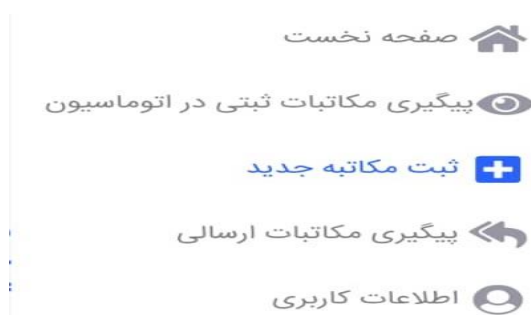 صفحه نخست
پیگیری مکاتبات ثبتی در اتوماسیون
ثبت مکاتبه جدید
پیگیری مکاتبات ارسالی
اطلاعات کاربری